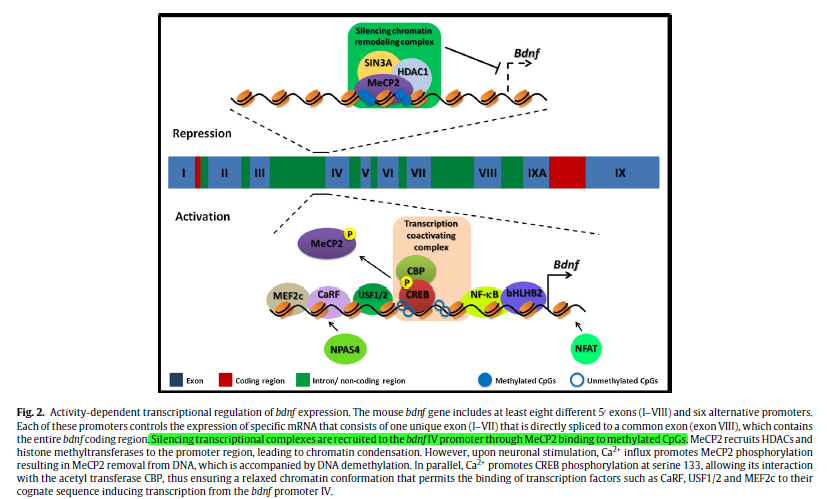 Silencing chromatin
remodeling complex
SIN3A
HDAC1
MeCP2
Bdnf
Repression
I II III IV V VI VII VIII IXA IX
Activation
Transcription
coactivating
complex
MeCP2 P
CBP
P
Bdnf
MEF2c CaRF USF1/2 CREB NF-κB bHLHB2
NPAS4 NFAT
Exon Coding region Intron/ non-coding region Methylated CpGs Unmethylated CpGs
Fig. 2. Activity-dependent transcriptional regulation of bdnf expression. The mouse bdnf gene includes at least eight different 5′ exons (I–VIII) and six alternative promoters.
Each of these promoters controls the expression of specific mRNA that consists of one unique exon (I–VII) that is directly spliced to a common exon (exon VIII), which contains
the entire bdnf coding region. Silencing transcriptional complexes are recruited to the bdnf IV promoter through MeCP2 binding to methylated CpGs. MeCP2 recruits HDACs and
histone methyltransferases to the promoter region, leading to chromatin condensation. However, upon neuronal stimulation, Ca2+ influx promotes MeCP2 phosphorylation
resulting in MeCP2 removal from DNA, which is accompanied by DNA demethylation. In parallel, Ca2+ promotes CREB phosphorylation at serine 133, allowing its interaction
with the acetyl transferase CBP, thus ensuring a relaxed chromatin conformation that permits the binding of transcription factors such as CaRF, USF1/2 and MEF2c to their
cognate sequence inducing transcription from the bdnf promoter IV.